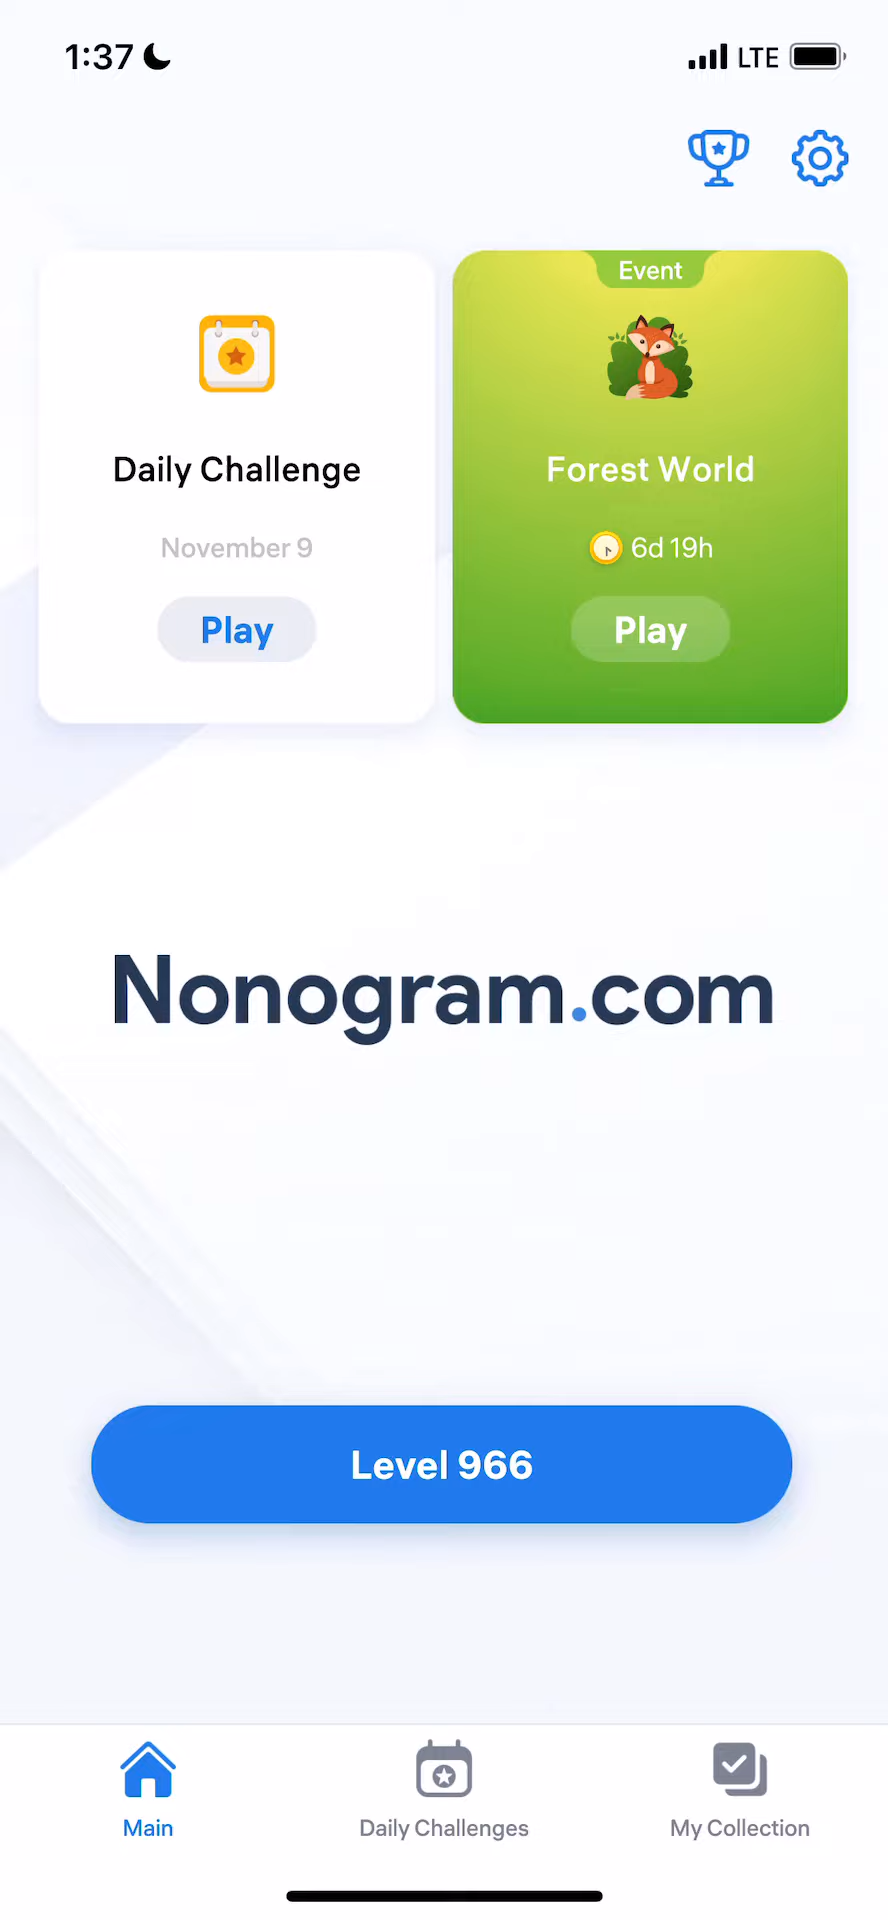 1:37
LTE
Event
Daily Challenge
November 9
Play
Forest World
6d 19h
Play
Nonogram.com
Level 966
Main
Daily Challenges
My Collection